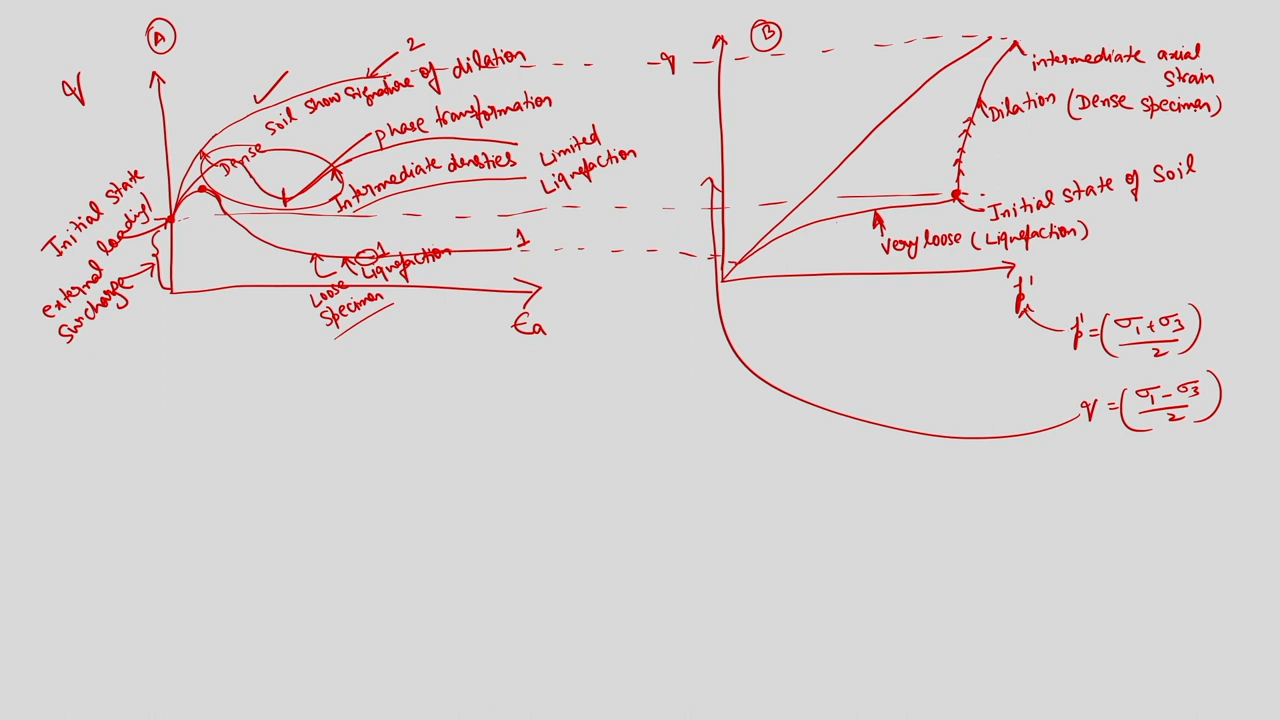 A
q
2
soil show signature of dilation
Dense
phase transformation
Intermediate densities
Limited
Liquefaction
Initial State
external loading/
Surcharge
1
1
Liquefaction
Loose
Specimen
Ea
B
q
intermediate axial
Strain
Dilation (Dense Specimen)
Initial State of Soil
Very loose (Liquefaction)
p'
p' = (σ1 + σ3 / 2)
q = (σ1 - σ3 / 2)